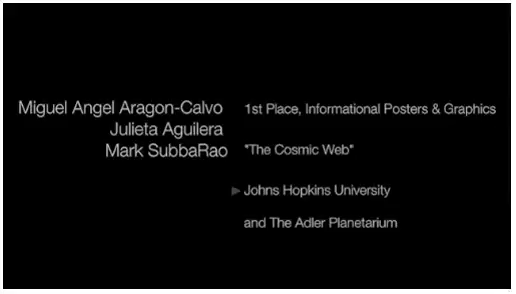 Miguel Angel Aragon-Calvo
Julieta Aguilera
Mark SubbaRao
1st Place, Informational Posters & Graphics
"The Cosmic Web"
Johns Hopkins University
and The Adler Planetarium